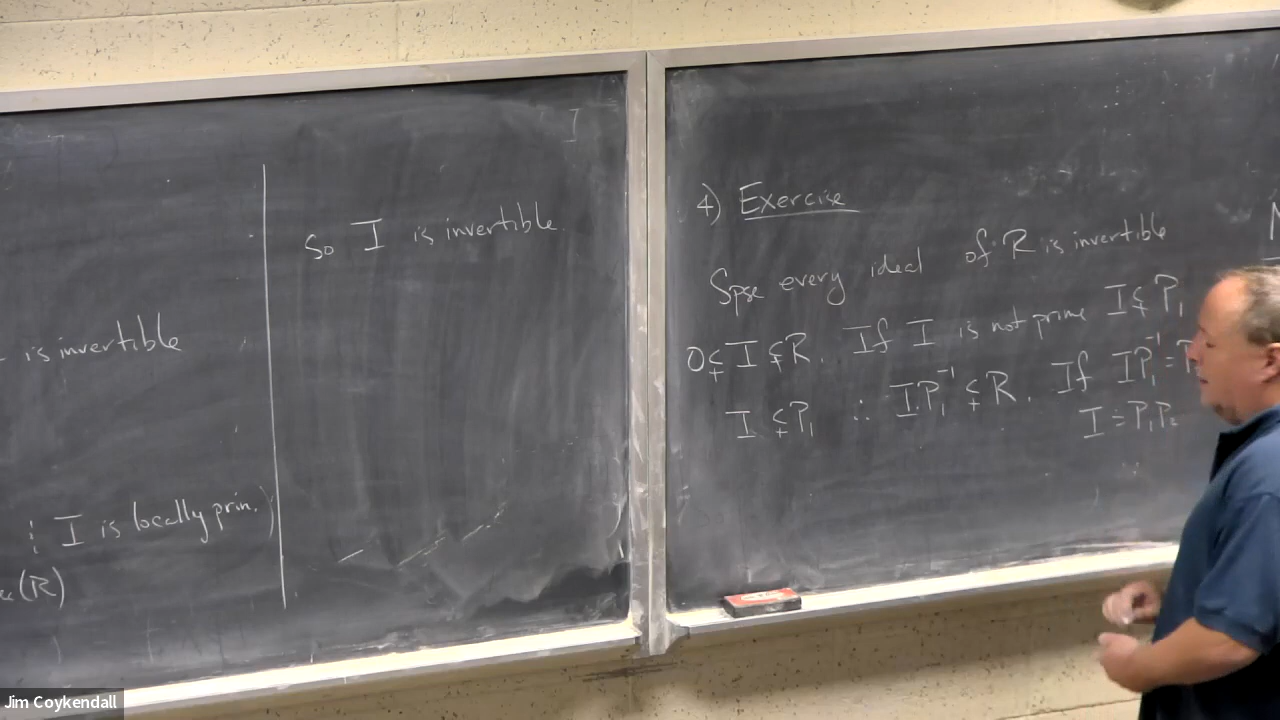 is invertible
; I is locally prin.)
(R)
So I is invertible.
4) Exercise
Spse every ideal of R is invertible
0 ⊊ I ⊊ R. If I is not prime I ⊊ P₁
I ⊊ P₁ ∴ IP₁⁻¹ ⊊ R. If IP₁⁻¹ = P
I = P₁P₂
Jim Coykendall